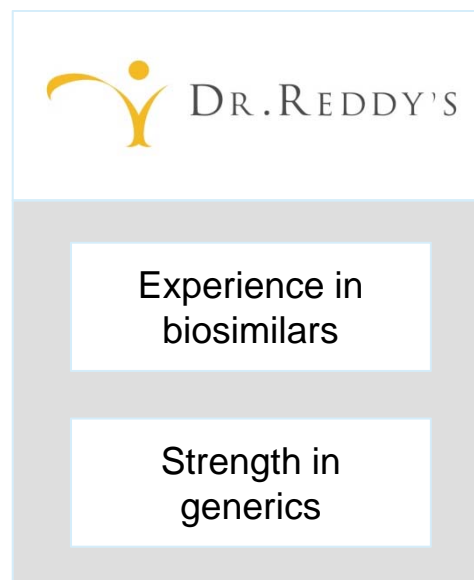 DR.REDDY'S
Experience in
biosimilars
Strength in
generics